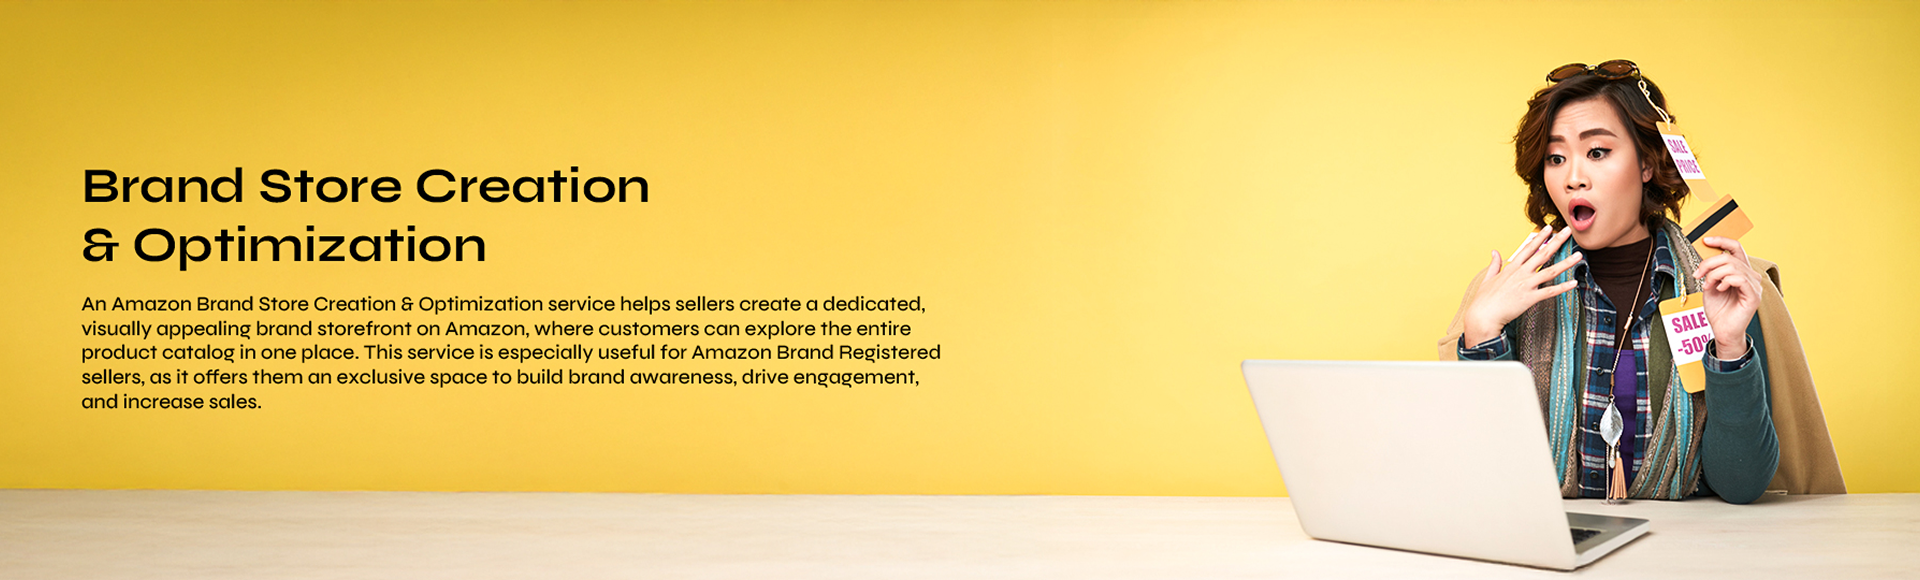 Brand Store Creation
& Optimization
An Amazon Brand Store Creation & Optimization service helps sellers create a dedicated,
visually appealing brand storefront on Amazon, where customers can explore the entire
product catalog in one place. This service is especially useful for Amazon Brand Registered
sellers, as it offers them an exclusive space to build brand awareness, drive engagement,
and increase sales.
SALE
PRICE
SALE
-50%